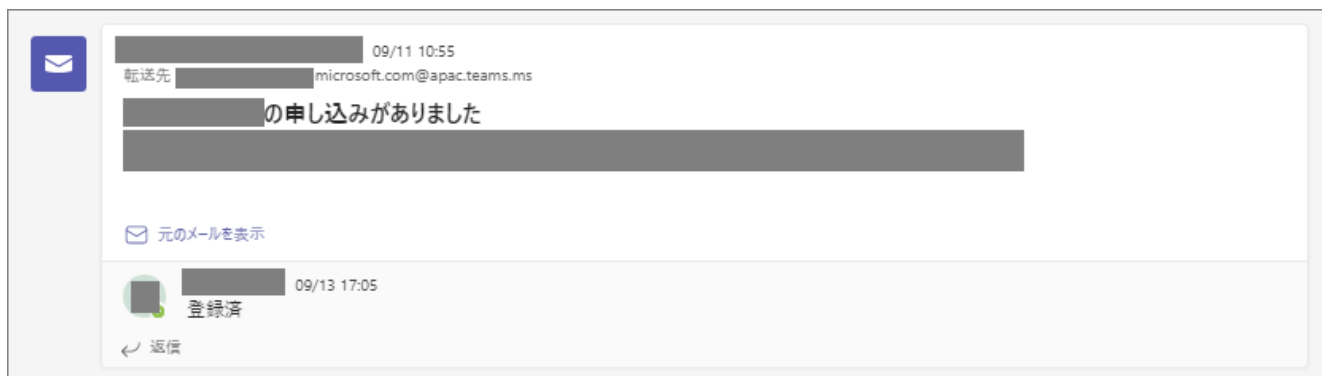 09/11 10:55
転送先 microsoft.com@apac.teams.ms
の申し込みがありました
元のメールを表示
09/13 17:05
登録済
返信